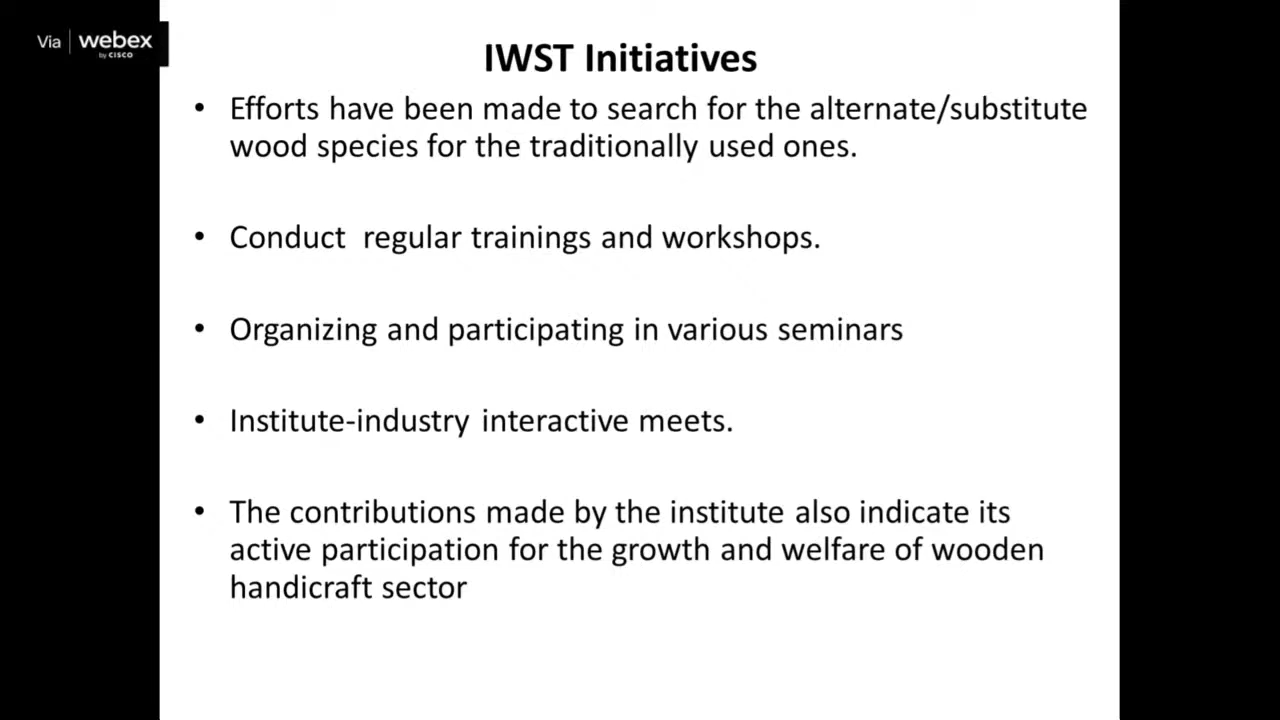 Via webex
by CISCO
IWST Initiatives
• Efforts have been made to search for the alternate/substitute
wood species for the traditionally used ones.
• Conduct regular trainings and workshops.
• Organizing and participating in various seminars
• Institute-industry interactive meets.
• The contributions made by the institute also indicate its
active participation for the growth and welfare of wooden
handicraft sector